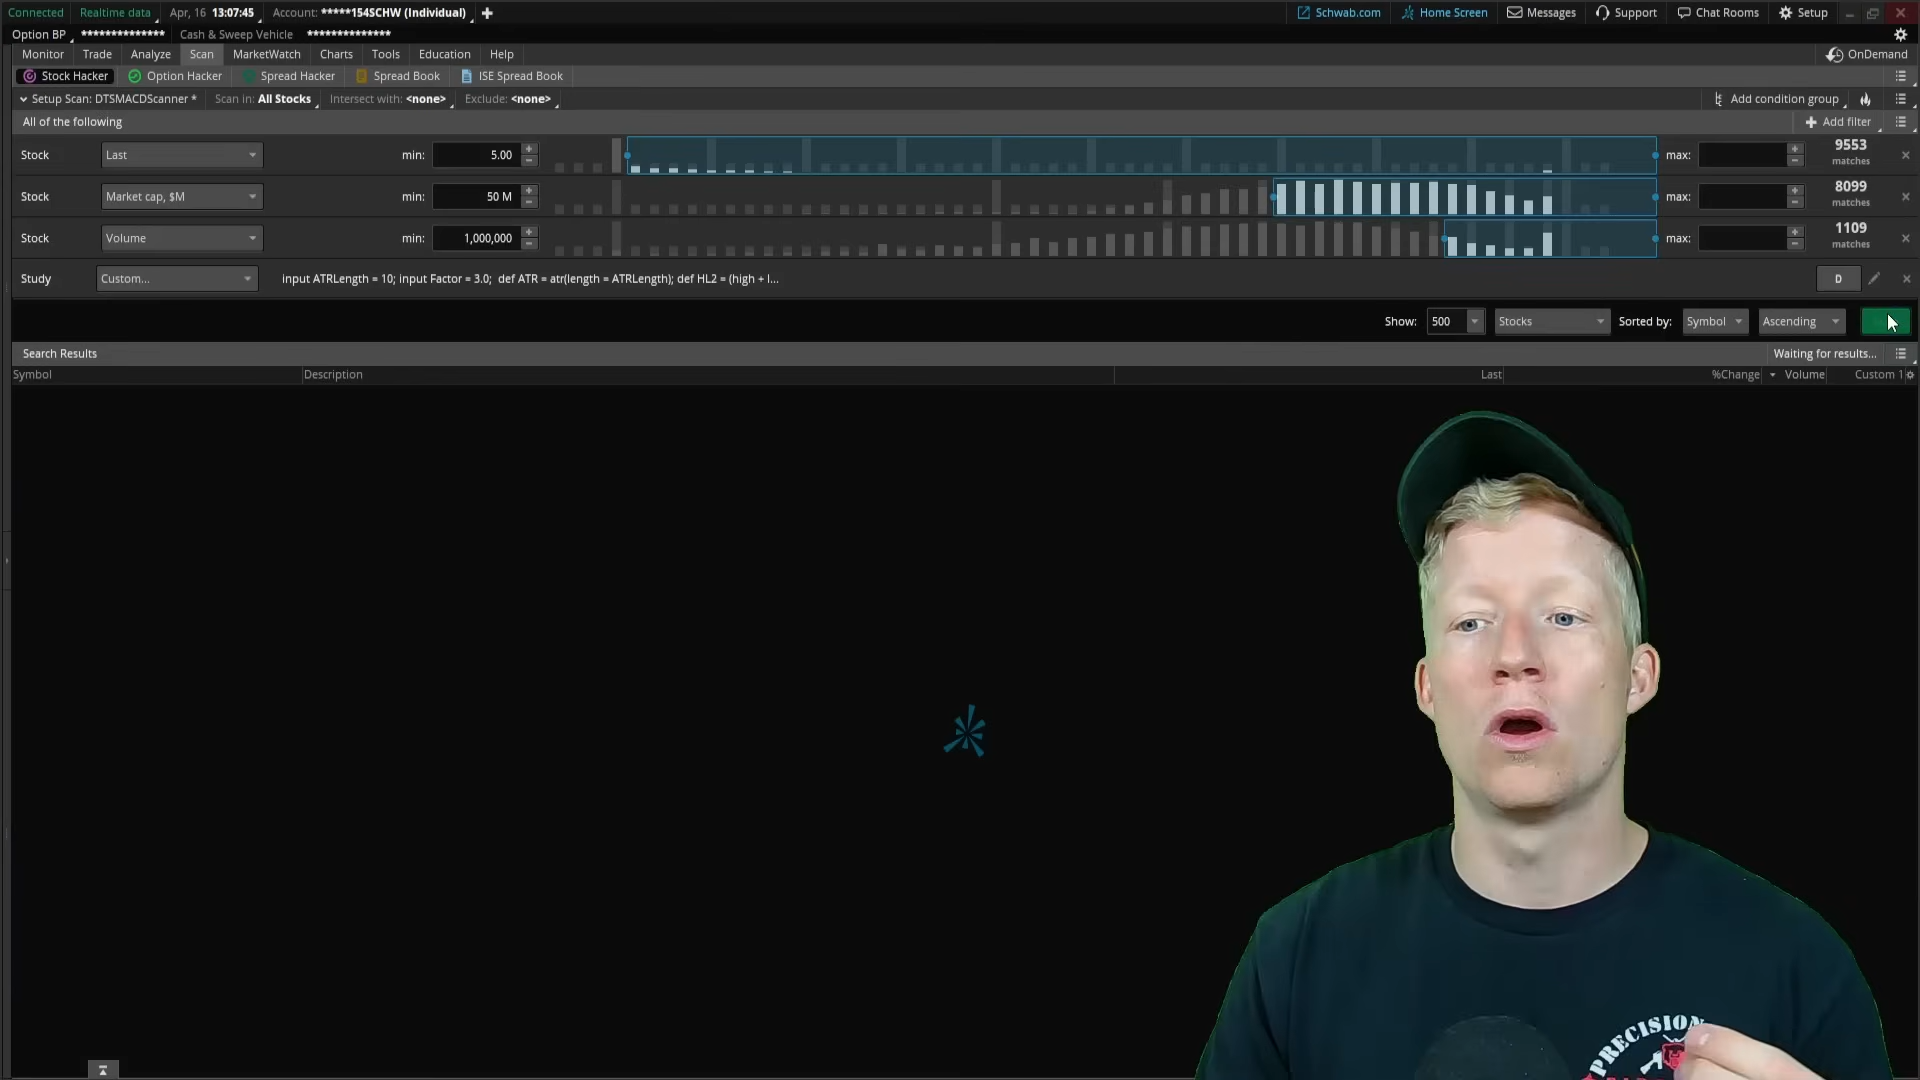 Connected Realtime data Apr, 16 13:07:45 Account: *****154SCHW (Individual) Schwab.com Home Screen Messages Support Chat Rooms Setup
Option BP ************** Cash & Sweep Vehicle **************
Monitor Trade Analyze Scan MarketWatch Charts Tools Education Help OnDemand
Stock Hacker Option Hacker Spread Hacker Spread Book ISE Spread Book
Setup Scan: DTSMACDScanner * Scan in: All Stocks Intersect with: <none> Exclude: <none> Add condition group
All of the following Add filter
Stock Last min: 5.00 max: 9553 matches
Stock Market cap, $M min: 50 M max: 8099 matches
Stock Volume min: 1,000,000 max: 1109 matches
Study Custom... input ATRLength = 10; input Factor = 3.0; def ATR = atr(length = ATRLength); def HL2 = (high + l... D
Show: 500 Stocks Sorted by: Symbol Ascending
Search Results Waiting for results...
Symbol Description Last %Change Volume Custom 1
PRECISION